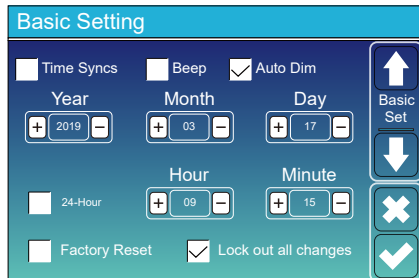 Basic Setting
Time Syncs Beep Auto Dim
Year Month Day
+ 2019 − + 03 − + 17 −
Basic
Set
Hour Minute
24-Hour + 09 − + 15 −
Factory Reset Lock out all changes